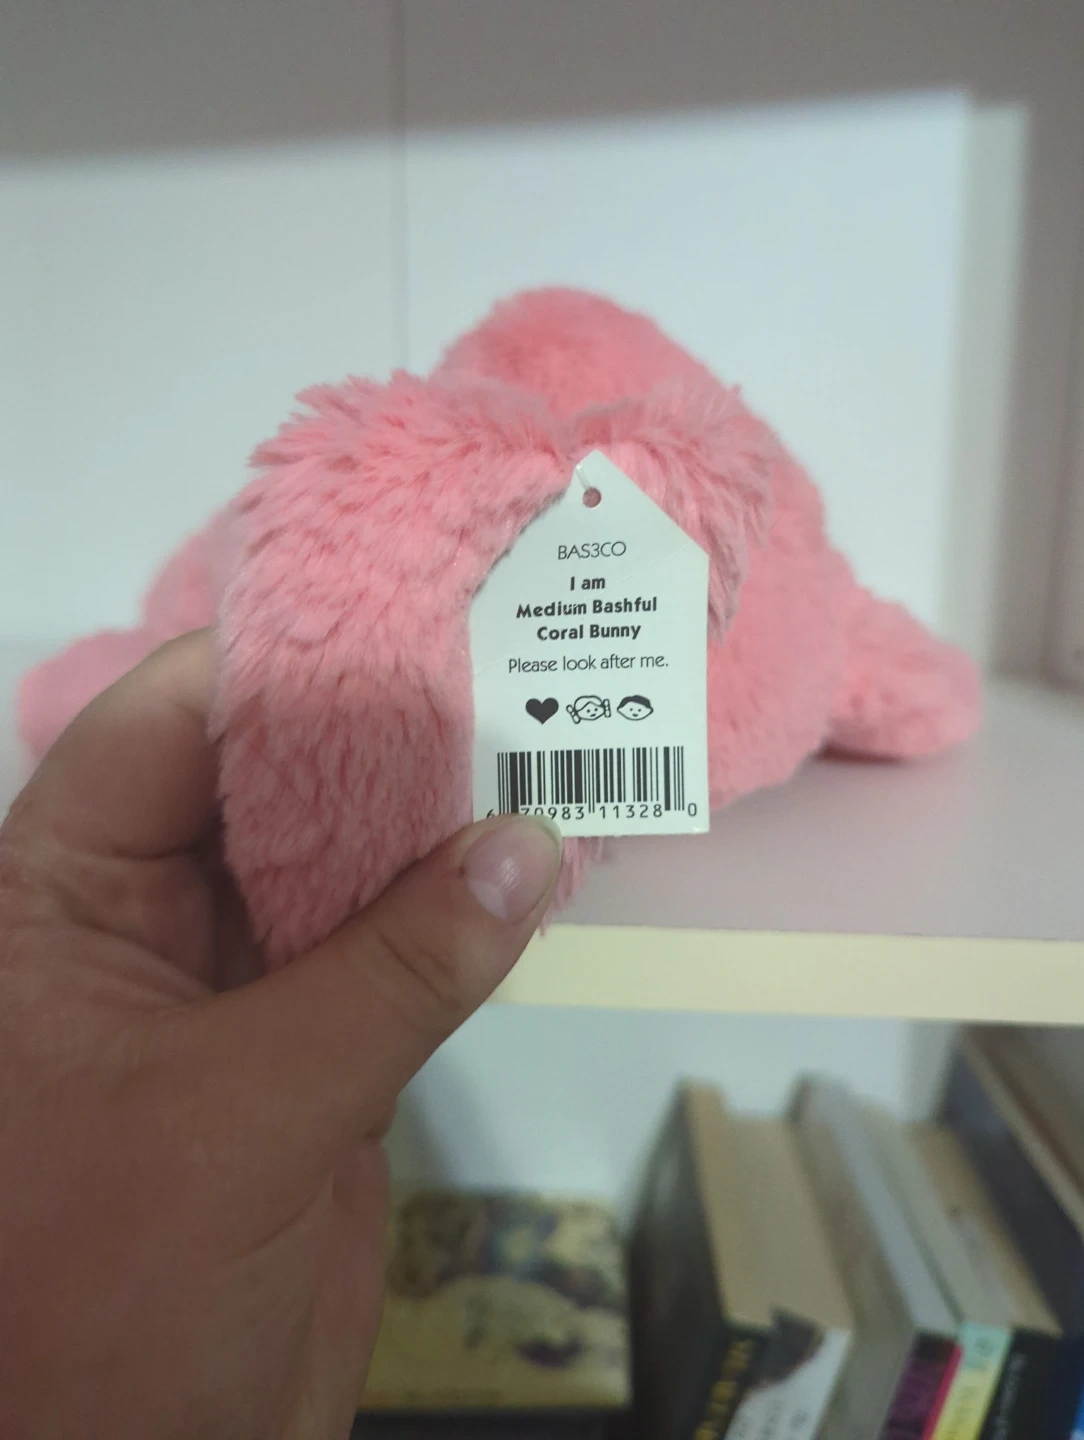 BAS3CO
I am
Medium Bashful
Coral Bunny
Please look after me.
6 70983 11328 0